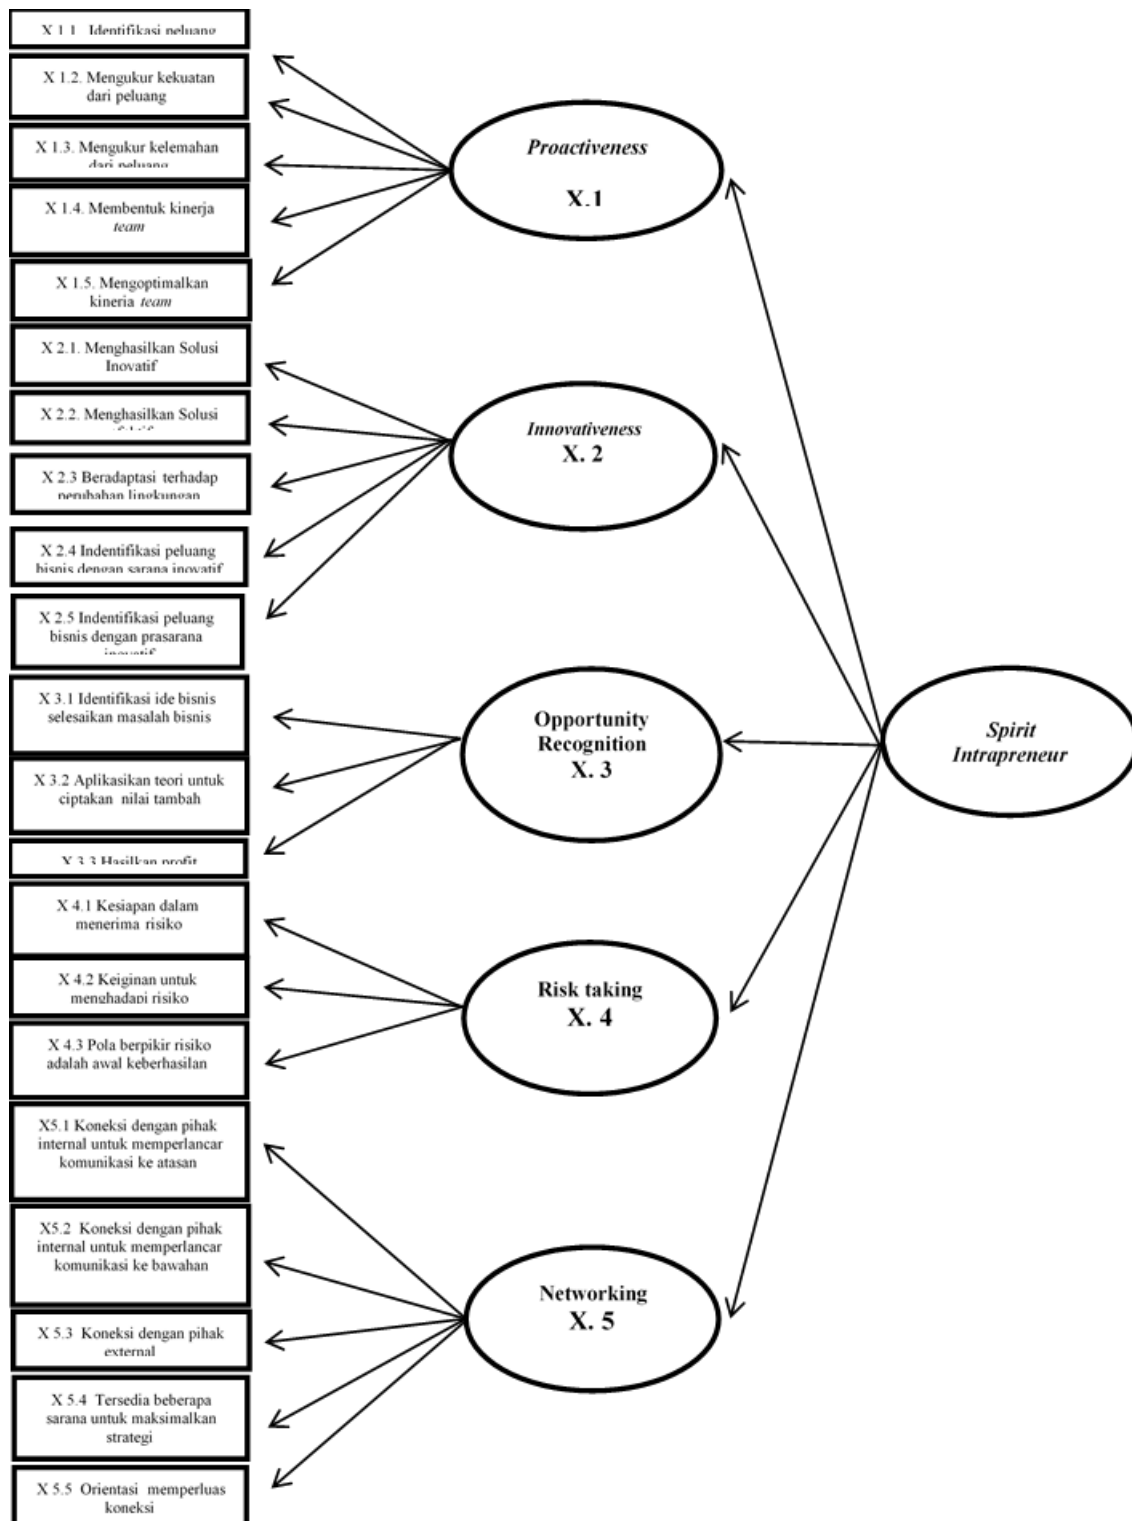 X 1.1. Identifikasi peluang
X 1.2. Mengukur kekuatan
dari peluang
X 1.3. Mengukur kelemahan
dari peluang
X 1.4. Membentuk kinerja
team
X 1.5. Mengoptimalkan
kinerja team
X 2.1. Menghasilkan Solusi
Inovatif
X 2.2. Menghasilkan Solusi
X 2.3 Beradaptasi terhadap
perubahan lingkungan
X 2.4 Indentifikasi peluang
bisnis dengan sarana inovatif
X 2.5 Indentifikasi peluang
bisnis dengan prasarana
inovatif
X 3.1 Identifikasi ide bisnis
selesaikan masalah bisnis
X 3.2 Aplikasikan teori untuk
ciptakan nilai tambah
X 3.3 Hasilkan profit
X 4.1 Kesiapan dalam
menerima risiko
X 4.2 Keiginan untuk
menghadapi risiko
X 4.3 Pola berpikir risiko
adalah awal keberhasilan
X5.1 Koneksi dengan pihak
internal untuk memperlancar
komunikasi ke atasan
X5.2 Koneksi dengan pihak
internal untuk memperlancar
komunikasi ke bawahan
X 5.3 Koneksi dengan pihak
external
X 5.4 Tersedia beberapa
sarana untuk maksimalkan
strategi
X 5.5 Orientasi memperluas
koneksi
Proactiveness
X.1
Innovativeness
X. 2
Opportunity
Recognition
X. 3
Risk taking
X. 4
Networking
X. 5
Spirit
Intrapreneur